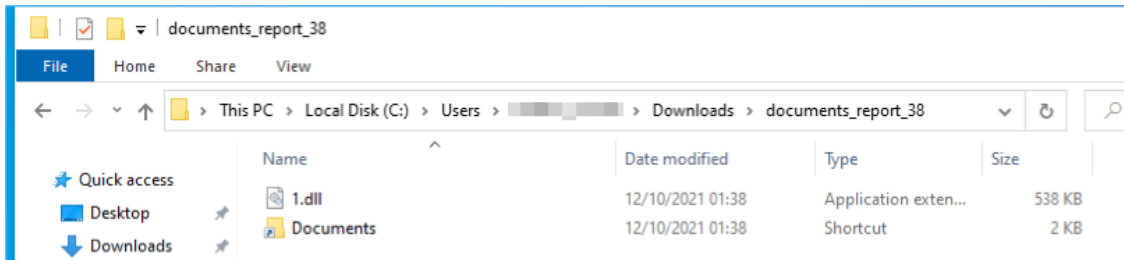 documents_report_38
File Home Share View
This PC > Local Disk (C:) > Users > > Downloads > documents_report_38
Name Date modified Type Size
Quick access
1.dll 12/10/2021 01:38 Application exten... 538 KB
Desktop
Documents 12/10/2021 01:38 Shortcut 2 KB
Downloads